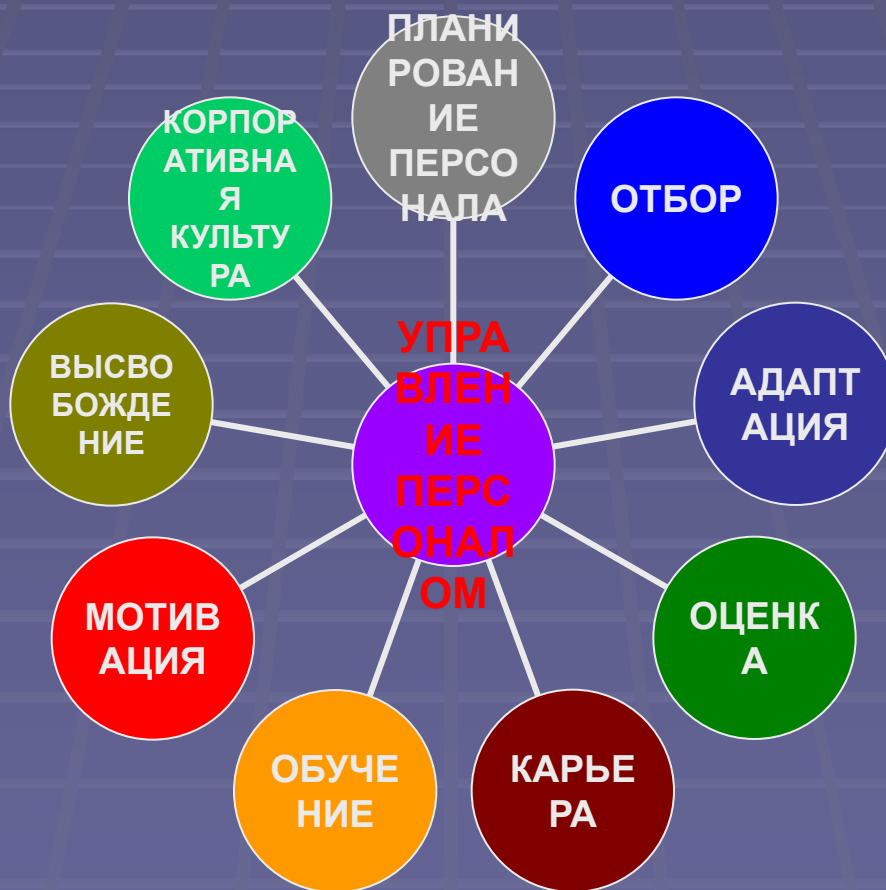 ПЛАНИ
РОВАН
ИЕ
ПЕРСО
НАЛА
ОТБОР
АДАПТ
АЦИЯ
ОЦЕНК
А
КАРЬЕ
РА
ОБУЧЕ
НИЕ
МОТИВ
АЦИЯ
ВЫСВО
БОЖДЕ
НИЕ
КОРПОР
АТИВНА
Я
КУЛЬТУ
РА
УПРА
ВЛЕН
ИЕ
ПЕРС
ОНАЛ
ОМ